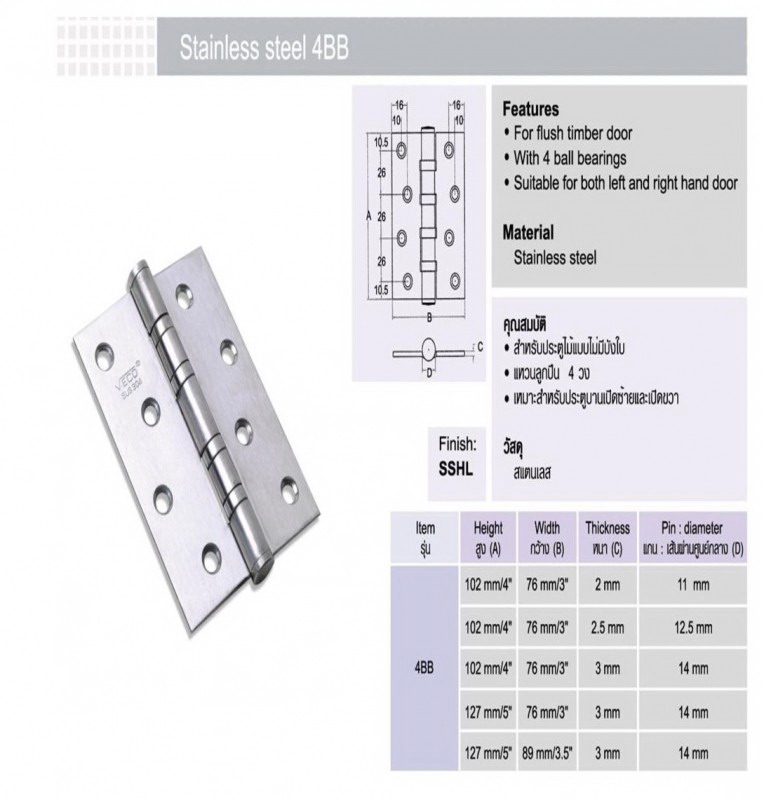 Stainless steel 4BB
16 16
10 10
10.5
26
A
26
26
10.5
B
C
D
Features
• For flush timber door
• With 4 ball bearings
• Suitable for both left and right hand door
Material
Stainless steel
VECO®
SUS 304
คุณสมบัติ
• สำหรับประตูไม้แบบไม่มีบังใบ
• แหวนลูกปืน 4 วง
• เหมาะสำหรับประตูบานเปิดซ้ายและเปิดขวา
Finish:
SSHL
วัสดุ
สแตนเลส
Item Height Width Thickness Pin : diameter
รุ่น สูง (A) กว้าง (B) หนา (C) แกน : เส้นผ่านศูนย์กลาง (D)
102 mm/4" 76 mm/3" 2 mm 11 mm
102 mm/4" 76 mm/3" 2.5 mm 12.5 mm
4BB 102 mm/4" 76 mm/3" 3 mm 14 mm
127 mm/5" 76 mm/3" 3 mm 14 mm
127 mm/5" 89 mm/3.5" 3 mm 14 mm